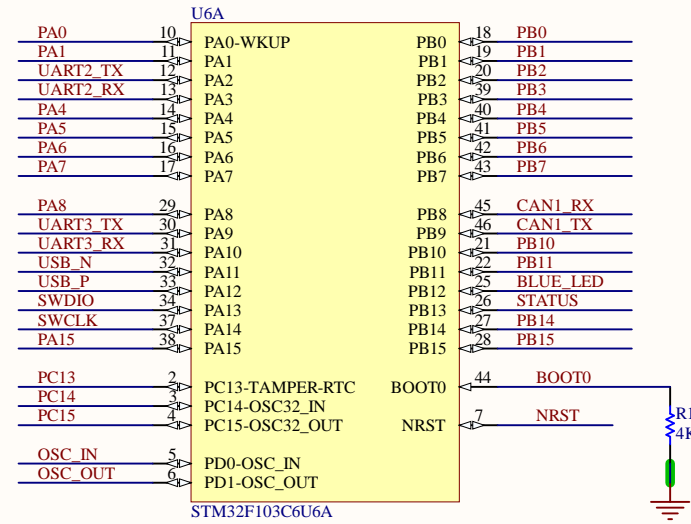 U6A
PA0 10 PA0-WKUP PB0 18 PB0
PA1 11 PA1 PB1 19 PB1
UART2_TX 12 PA2 PB2 20 PB2
UART2_RX 13 PA3 PB3 39 PB3
PA4 14 PA4 PB4 40 PB4
PA5 15 PA5 PB5 41 PB5
PA6 16 PA6 PB6 42 PB6
PA7 17 PA7 PB7 43 PB7
PA8 29 PA8 PB8 45 CAN1_RX
UART3_TX 30 PA9 PB9 46 CAN1_TX
UART3_RX 31 PA10 PB10 21 PB10
USB_N 32 PA11 PB11 22 PB11
USB_P 33 PA12 PB12 25 BLUE_LED
SWDIO 34 PA13 PB13 26 STATUS
SWCLK 37 PA14 PB14 27 PB14
PA15 38 PA15 PB15 28 PB15
PC13 2 PC13-TAMPER-RTC BOOT0 44 BOOT0
PC14 3 PC14-OSC32_IN
PC15 4 PC15-OSC32_OUT NRST 7 NRST
R1
4K
OSC_IN 5 PD0-OSC_IN
OSC_OUT 6 PD1-OSC_OUT
STM32F103C6U6A